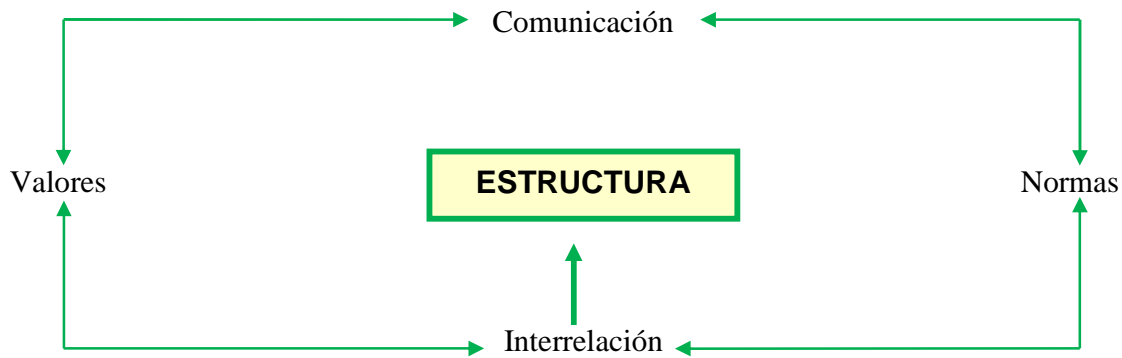 Comunicación
Valores
ESTRUCTURA
Normas
Interrelación